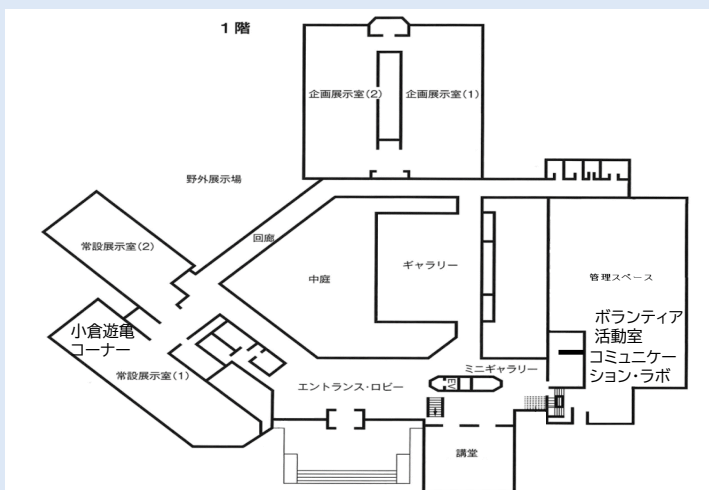 1 階
企画展示室(2)
企画展示室(1)
野外展示場
回廊
常設展示室(2)
中庭
ギャラリー
管理スペース
小倉遊亀
コーナー
ボランティア
活動室
コミュニケー
ション・ラボ
常設展示室(1)
エントランス・ロビー
ミニギャラリー
EV
講堂